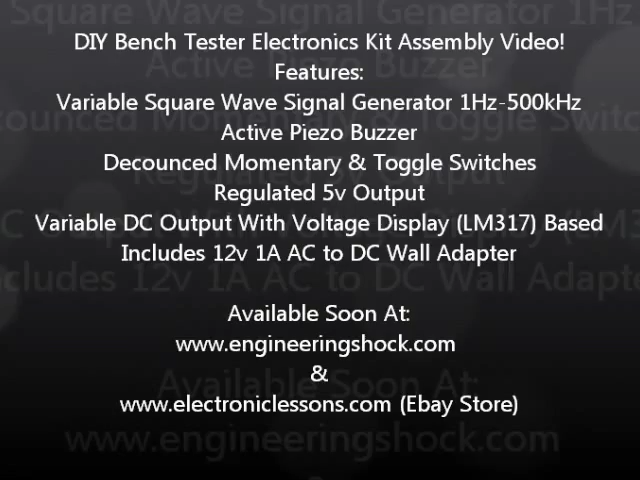 DIY Bench Tester Electronics Kit Assembly Video!
Features:
Variable Square Wave Signal Generator 1Hz-500kHz
Active Piezo Buzzer
Decounced Momentary & Toggle Switches
Regulated 5v Output
Variable DC Output With Voltage Display (LM317) Based
Includes 12v 1A AC to DC Wall Adapter
Available Soon At:
www.engineeringshock.com
&
www.electroniclessons.com (Ebay Store)